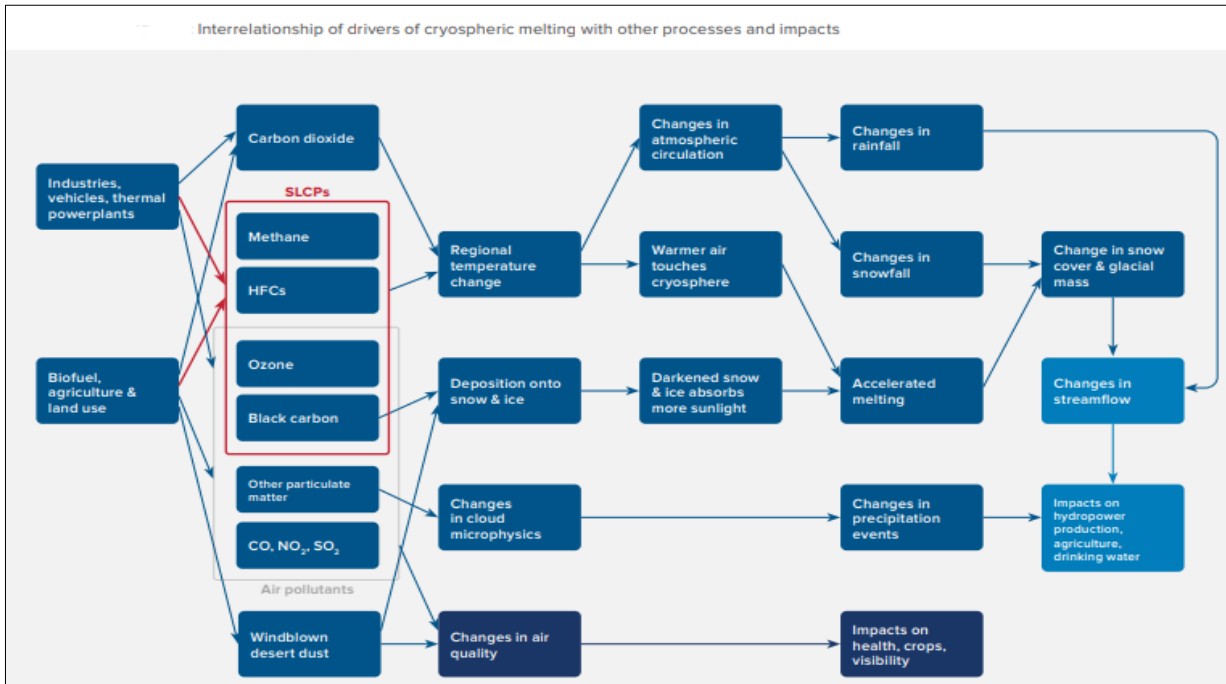 : Interrelationship of drivers of cryospheric melting with other processes and impacts
Carbon dioxide
Changes in
atmospheric
circulation
Changes in
rainfall
Industries,
vehicles, thermal
powerplants
SLCPs
Methane
HFCs
Regional
temperature
change
Warmer air
touches
cryosphere
Changes in
snowfall
Change in snow
cover & glacial
mass
Biofuel,
agriculture &
land use
Ozone
Black carbon
Deposition onto
snow & ice
Darkened snow
& ice absorbs
more sunlight
Accelerated
melting
Changes in
streamflow
Other particulate
matter
CO, NO₂, SO₂
Air pollutants
Changes
in cloud
microphysics
Changes in
precipitation
events
Impacts on
hydropower
production,
agriculture,
drinking water
Windblown
desert dust
Changes in air
quality
Impacts on
health, crops,
visibility